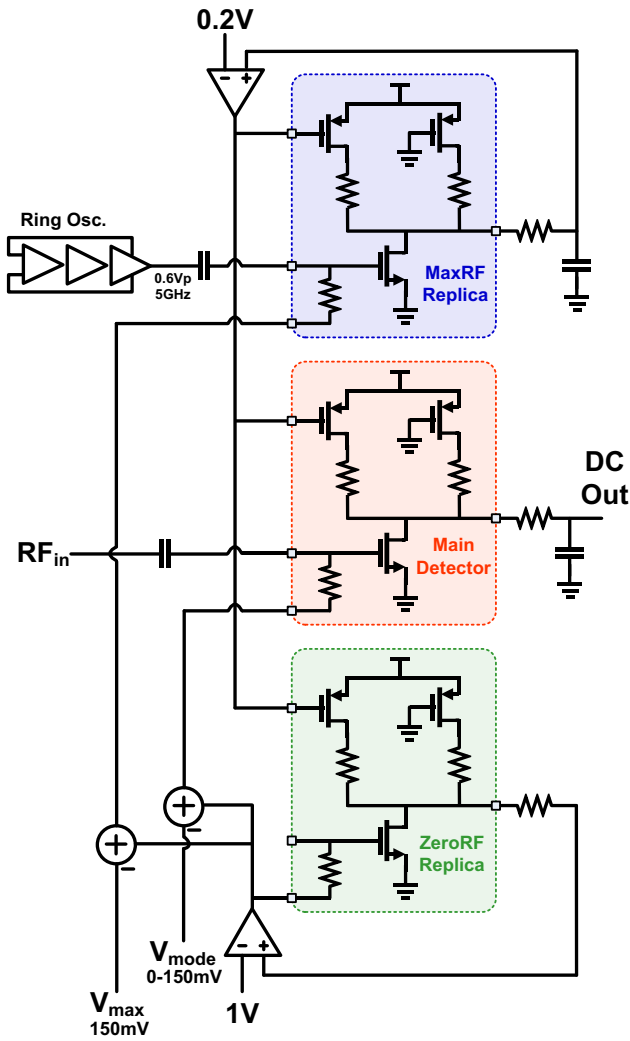 0.2V
− +
Ring Osc.
0.6Vp
5GHz
MaxRF
Replica
RFin
Main
Detector
DC
Out
+
−
+
−
ZeroRF
Replica
− +
Vmode
0-150mV
Vmax
150mV
1V